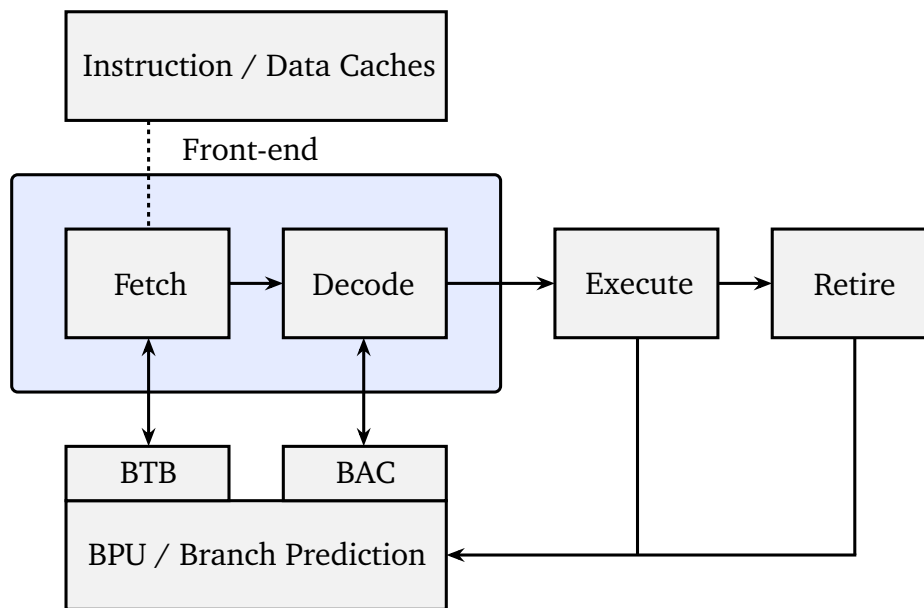 Instruction / Data Caches
Front-end
Fetch
Decode
Execute
Retire
BTB
BAC
BPU / Branch Prediction